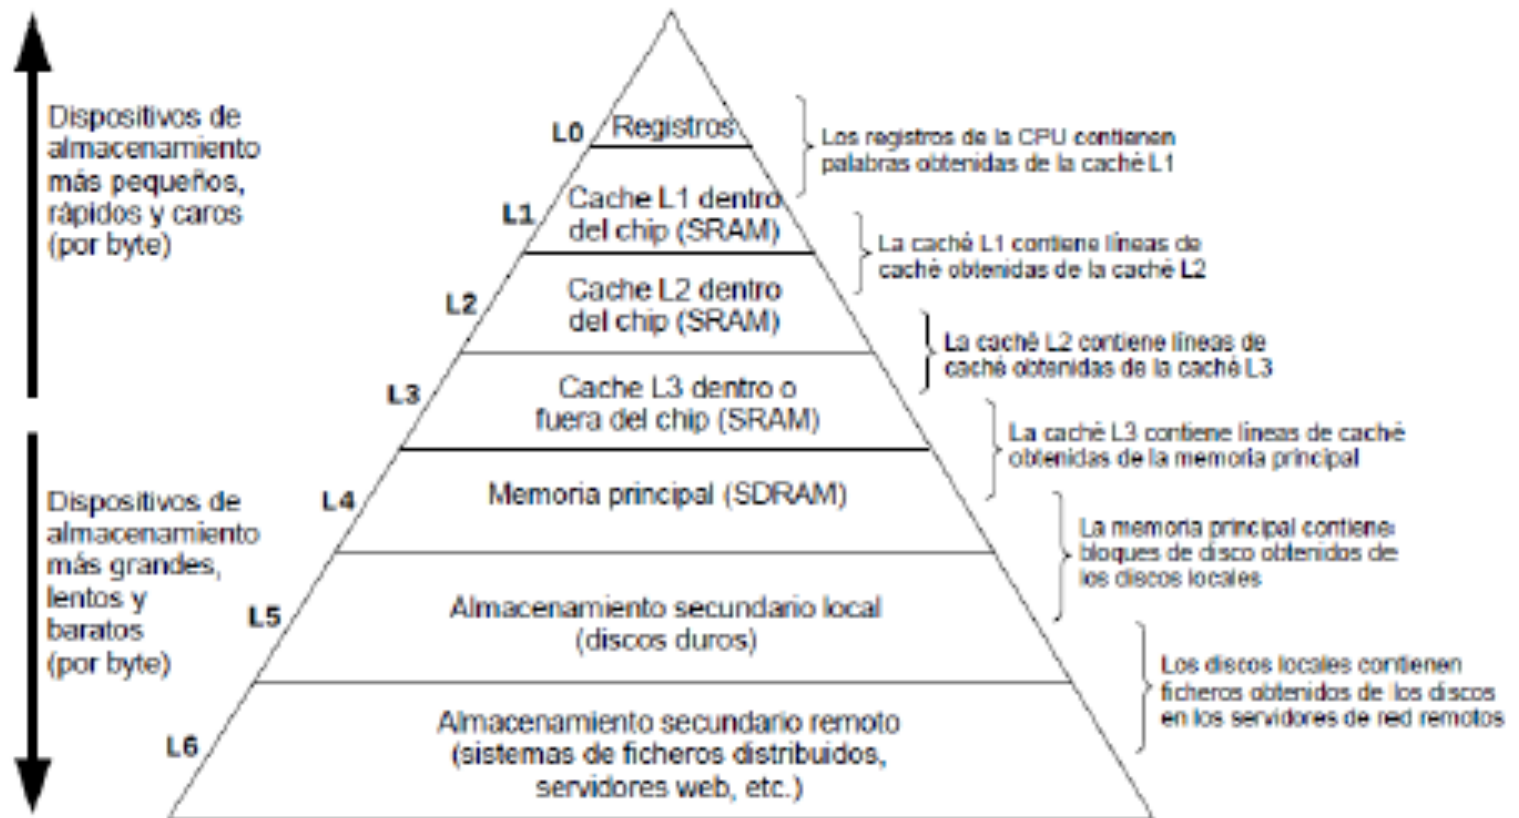 Dispositivos de
almacenamiento
más pequeños,
rápidos y caros
(por byte)
Dispositivos de
almacenamiento
más grandes,
lentos y
baratos
(por byte)
L0
Registros
L1
Cache L1 dentro
del chip (SRAM)
L2
Cache L2 dentro
del chip (SRAM)
L3
Cache L3 dentro o
fuera del chip (SRAM)
L4
Memoria principal (SDRAM)
L5
Almacenamiento secundario local
(discos duros)
L6
Almacenamiento secundario remoto
(sistemas de ficheros distribuidos,
servidores web, etc.)
Los registros de la CPU contienen
palabras obtenidas de la caché L1
La caché L1 contiene líneas de
caché obtenidas de la caché L2
La caché L2 contiene líneas de
caché obtenidas de la caché L3
La caché L3 contiene líneas de caché
obtenidas de la memoria principal
La memoria principal contiene
bloques de disco obtenidos de
los discos locales
Los discos locales contienen
ficheros obtenidos de los discos
en los servidores de red remotos